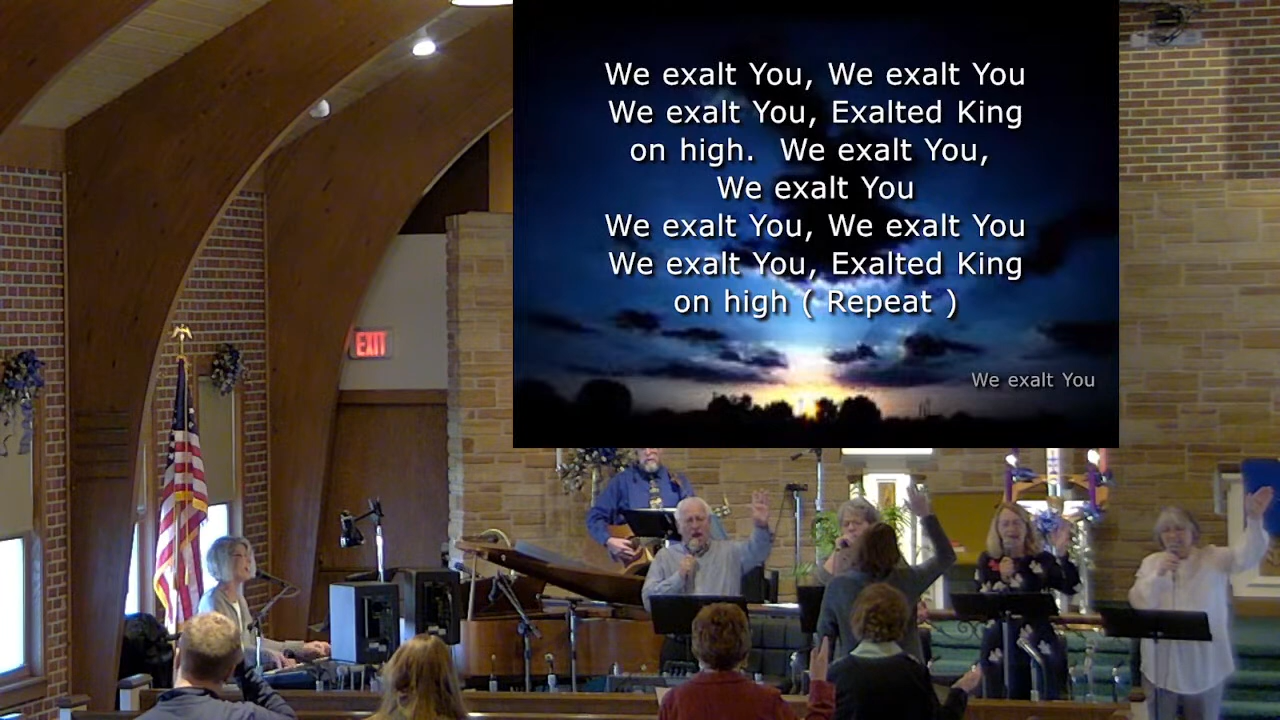 We exalt You, We exalt You
We exalt You, Exalted King
on high.  We exalt You,
We exalt You
We exalt You, We exalt You
We exalt You, Exalted King
on high ( Repeat )
We exalt You
EXIT